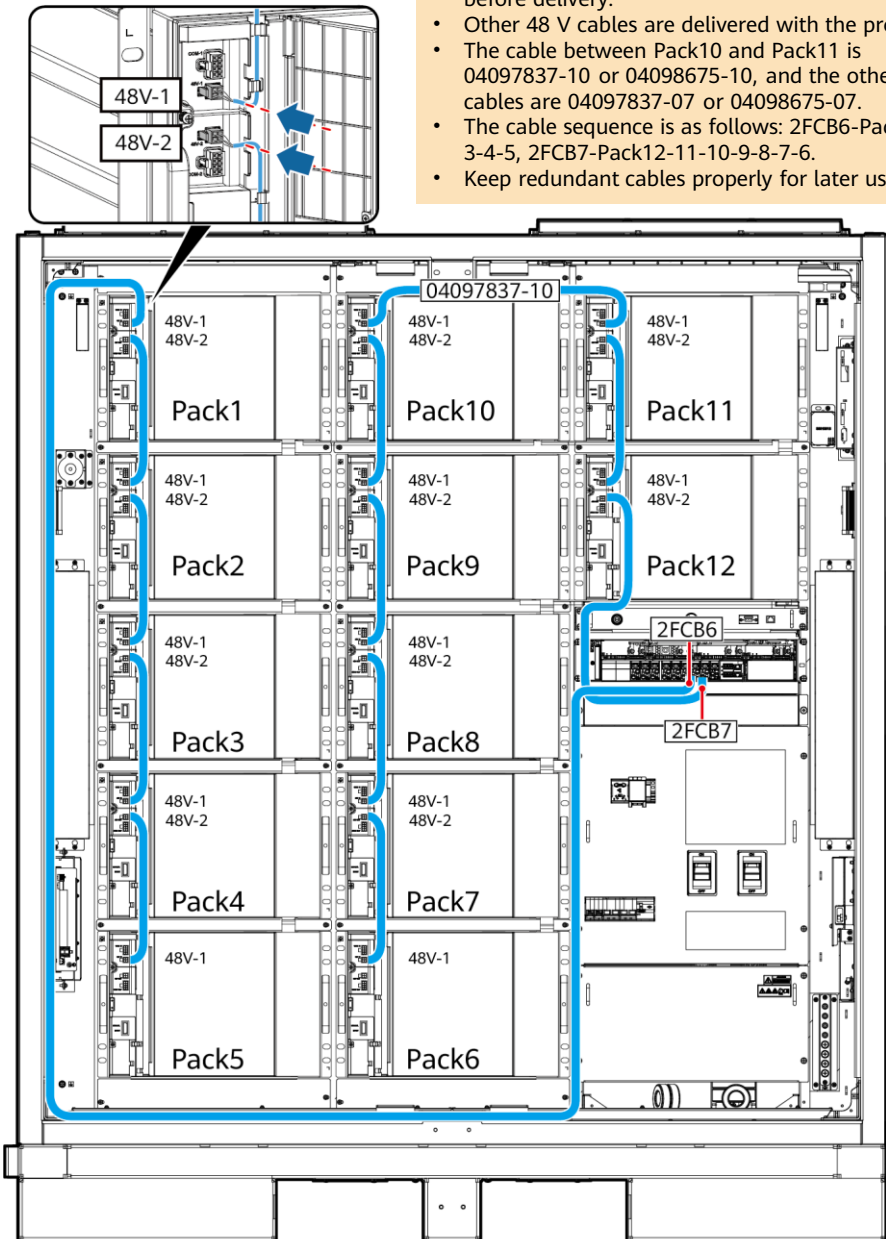 before delivery.
• Other 48 V cables are delivered with the
• The cable between Pack10 and Pack11 is
04097837-10 or 04098675-10, and the
cables are 04097837-07 or 04098675-07.
• The cable sequence is as follows:
3-4-5, 2FCB7-Pack12-11-10-9-8-7-6.
• Keep redundant cables properly for later
48V-1
48V-2
04097837-10
48V-1
48V-2
Pack1
48V-1
48V-2
Pack10
48V-1
48V-2
Pack11
48V-1
48V-2
Pack2
48V-1
48V-2
Pack9
48V-1
48V-2
Pack12
2FCB6
48V-1
48V-2
Pack3
48V-1
48V-2
Pack8
2FCB7
48V-1
48V-2
Pack4
48V-1
48V-2
Pack7
48V-1
Pack5
48V-1
Pack6